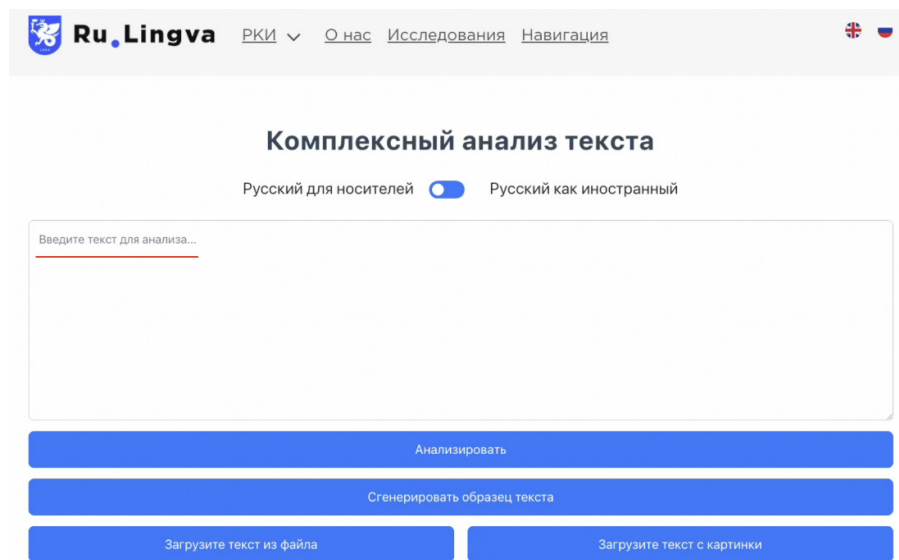 Ru.Lingva РКИ О нас Исследования Навигация
Комплексный анализ текста
Русский для носителей Русский как иностранный
Введите текст для анализа...
Анализировать
Сгенерировать образец текста
Загрузите текст из файла Загрузите текст с картинки